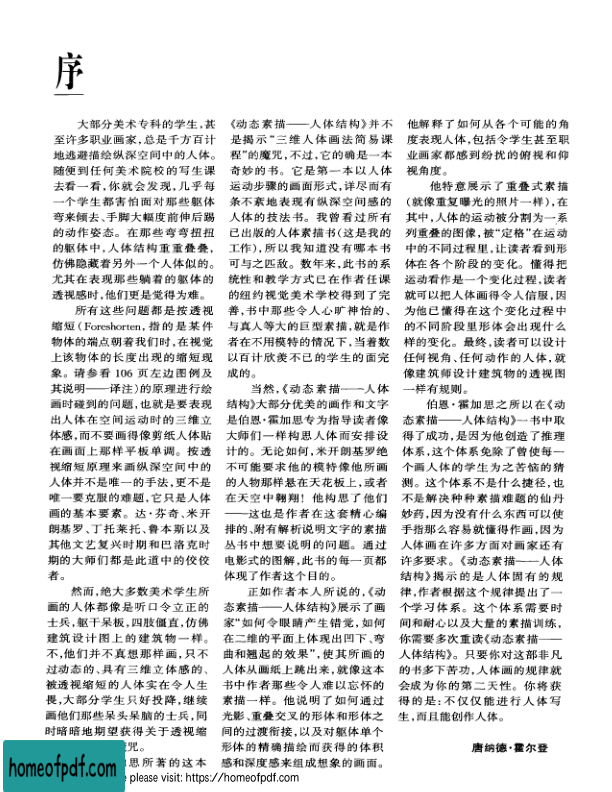 序
大部分美术专科的学生,甚
至许多职业画家,总是千方百计
地逃避描绘纵深空间中的人体。
随便到任何美术院校的写生课
去看一看,你就会发现,几乎每
一个学生都害怕面对那些躯体
弯来倾去、手脚大幅度前伸后踢
的动作姿态。在那些弯弯扭扭
的躯体中,人体结构重重叠叠,
仿佛隐藏着另外一个人体似的。
尤其在表现那些躺着的躯体的
透视感时,他们更是觉得为难。
所有这些问题都是按透视
缩短(Foreshorten,指的是某件
物体的端点朝着我们时,在视觉
上该物体的长度出现的缩短现
象。请参看106页左边图例及
其说明——译注)的原理进行绘
画时碰到的问题,也就是要表现
出人体在空间运动时的三维立
体感,而不要画得像剪纸人体贴
在画面上那样平板单调。按透
视缩短原理来画纵深空间中的
人体并不是唯一的手法,更不是
唯一要克服的难题,它只是人体
画的基本要素。达·芬奇、米开
朗基罗、丁托莱托、鲁本斯以及
其他文艺复兴时期和巴洛克时
期的大师们都是此道中的佼佼
者。
然而,绝大多数美术学生所
画的人体都像是听口令立正的
士兵,躯干呆板,四肢僵直,仿佛
建筑设计图上的建筑物一样。
不,他们并不真想那样画,只不
过动态的、具有三维立体感的、
被透视缩短的人体实在令人生
畏,大部分学生只好投降,继续
画他们那些呆头呆脑的士兵,同
时暗暗地期望获得关于透视缩
咒。
思所著的这本
《动态素描——人体结构》并不
是揭示“三维人体画法简易课
程”的魔咒,不过,它的确是一本
奇妙的书。它是第一本以人体
运动步骤的画面形式,详尽而有
条不紊地表现有纵深空间感的
人体的技法书。我曾看过所有
已出版的人体素描书(这是我的
工作),所以我知道没有哪本书
可与之匹敌。数年来,此书的系
统性和教学方式已在作者任课
的纽约视觉美术学校得到了完
善,书中那些令人心旷神怡的、
与真人等大的巨型素描,就是作
者在不用模特的情况下,当着数
以百计欣羡不已的学生的面完
成的。
当然,《动态素描——人体
结构》大部分优美的画作和文字
是伯恩·霍加思专为指导读者像
大师们一样构思人体而安排设
计的。无论如何,米开朗基罗绝
不可能要求他的模特像他所画
的人物那样悬在天花板上,或者
在天空中翱翔!他构思了他们
——这也是作者在这套精心编
排的、附有解析说明文字的素描
丛书中想要说明的问题。通过
电影式的图解,此书的每一页都
体现了作者这个目的。
正如作者本人所说的,《动
态素描——人体结构》展示了画
家“如何令眼睛产生错觉,如何
在二维的平面上体现出凹下、弯
曲和翘起的效果”,使其所画的
人体从画纸上跳出来,就像这本
书中作者那些令人难以忘怀的
素描一样。他说明了如何通过
光影、重叠交叉的形体和形体之
间的过渡衔接,以及对躯体单个
形体的精确描绘而获得的体积
感和深度感来组成想象的画面。
他解释了如何从各个可能的角
度表现人体,包括令学生甚至职
业画家都感到纷扰的俯视和仰
视角度。
他特意展示了重叠式素描
(就像重复曝光的照片一样),在
其中,人体的运动被分割为一系
列重叠的图像,被“定格”在运动
中的不同过程里,让读者看到形
体在各个阶段的变化。懂得把
运动看作是一个变化过程,读者
就可以把人体画得令人信服,因
为他已懂得在这个变化过程中
的不同阶段里形体会出现什么
样的变化。最终,读者可以设计
任何视角、任何动作的人体,就
像建筑师设计建筑物的透视图
一样有规则。
伯恩·霍加思之所以在《动
态素描——人体结构》一书中取
得了成功,是因为他创造了推理
体系,这个体系免除了曾使每一
个画人体的学生为之苦恼的猜
测。这个体系不是什么捷径,也
不是解决种种素描难题的仙丹
妙药,因为没有什么东西可以使
手指那么容易就懂得作画,因为
人体画在许多方面对画家还有
许多要求。《动态素描——人体
结构》揭示的是人体固有的规
律,作者根据这个规律提出了一
个学习体系。这个体系需要时
间和耐心以及大量的素描训练,
你需要多次重读《动态素描——
人体结构》。只要你对这部非凡
的书多下苦功,人体画的规律就
会成为你的第二天性。你将获
得的是:不仅仅能进行人体写
生,而且能创作人体。
唐纳德·霍尔登
homeofpdf.com
please visit: https://homeofpdf.com